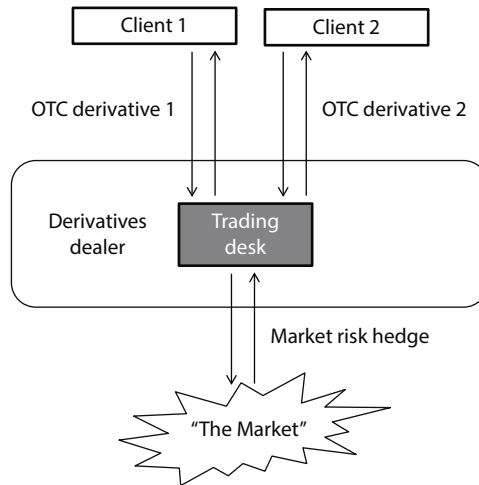 Client 1
Client 2
OTC derivative 1
OTC derivative 2
Derivatives
dealer
Trading
desk
Market risk hedge
“The Market”